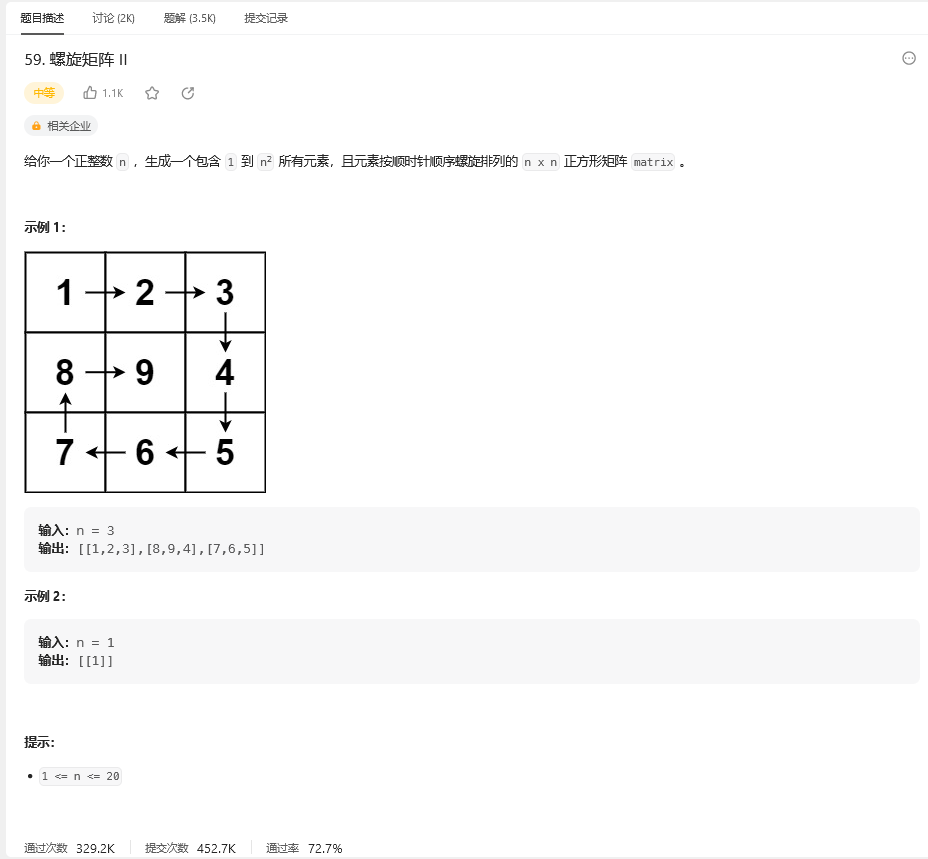 题目描述 讨论 (2K) 题解 (3.5K) 提交记录
59. 螺旋矩阵 II
中等 1.1K
相关企业
给你一个正整数 n ，生成一个包含 1 到 n² 所有元素，且元素按顺时针顺序螺旋排列的 n x n 正方形矩阵 matrix 。
示例 1：
1 2 3
8 9 4
7 6 5
输入：n = 3
输出：[[1,2,3],[8,9,4],[7,6,5]]
示例 2：
输入：n = 1
输出：[[1]]
提示：
1 <= n <= 20
通过次数 329.2K 提交次数 452.7K 通过率 72.7%